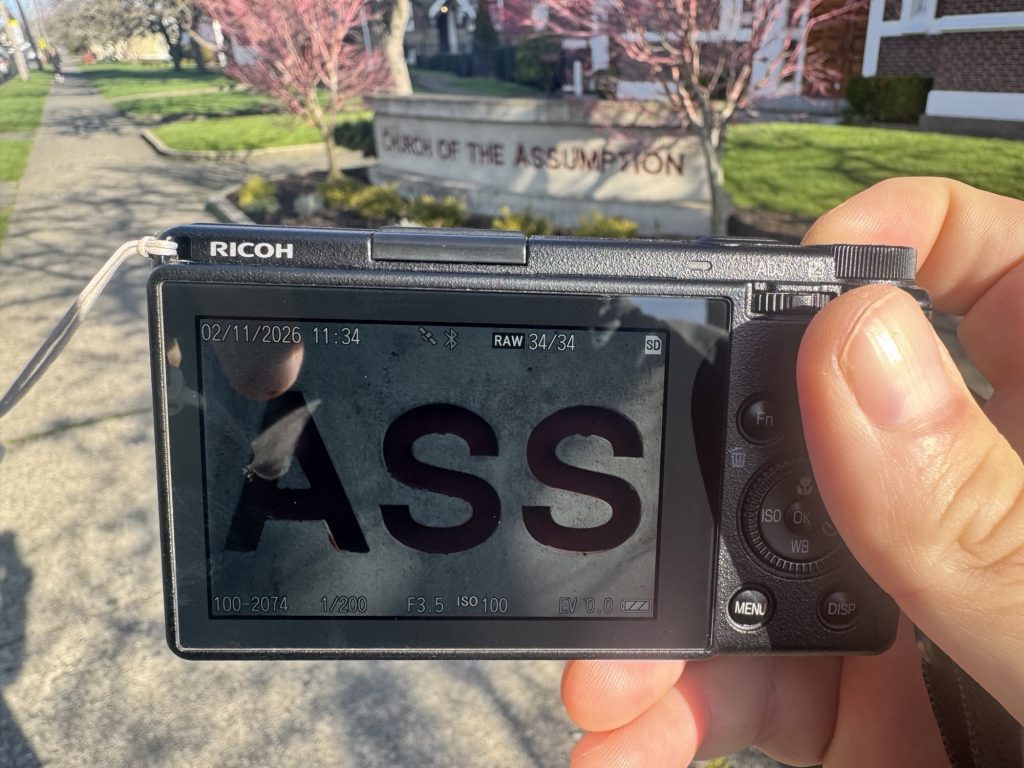 CHURCH OF THE ASSUMPTION
RICOH
ADJ
02/11/2026 11:34 RAW 34/34 SD
ASS
Fn
ISO OK
WB
100-2074 1/200 F3.5 ISO 100 EV 0.0
MENU DISP